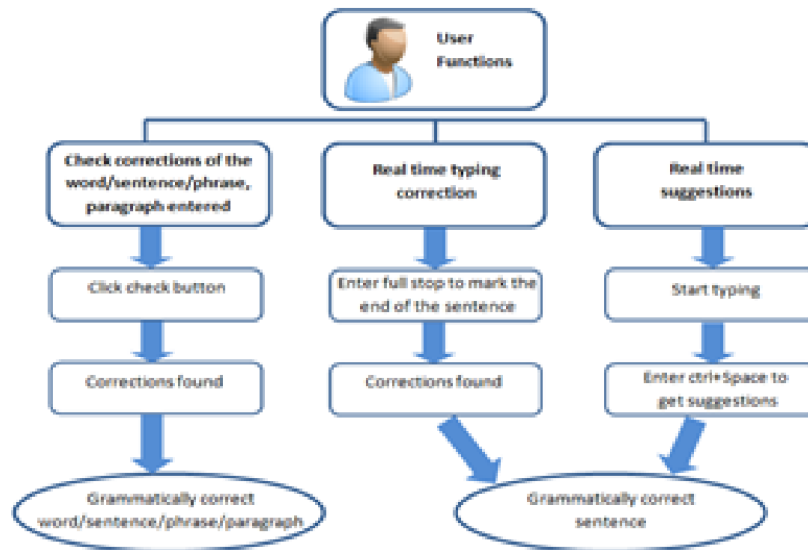 User
Functions
Check corrections of the
word/sentence/phrase,
paragraph entered
Real time typing
correction
Real time
suggestions
Click check button
Enter full stop to mark the
end of the sentence
Start typing
Corrections found
Corrections found
Enter ctrl+Space to
get suggestions
Grammatically correct
word/sentence/phrase/paragraph
Grammatically correct
sentence